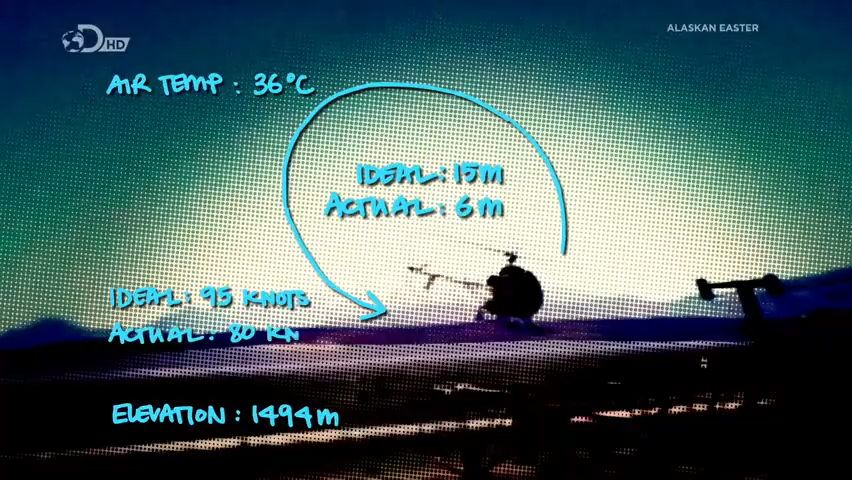 D HD
ALASKAN EASTER
AIR TEMP : 36°C
IDEAL: 15m
ACTUAL: 6m
IDEAL: 95 KNOTS
ACTUAL: 80 KN
ELEVATION : 1494m